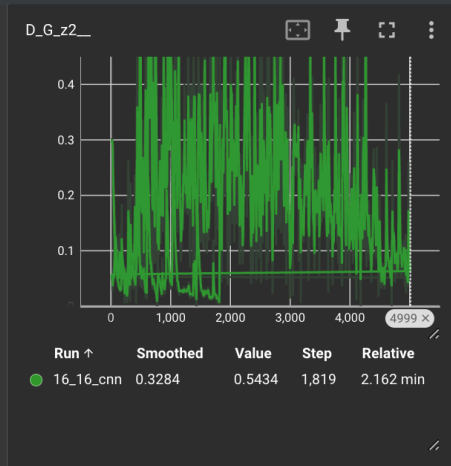 D_G_z2__
0.4
0.3
0.2
0.1
0 1,000 2,000 3,000 4,000 4999 ×
Run ↑ Smoothed Value Step Relative
16_16_cnn 0.3284 0.5434 1,819 2.162 min